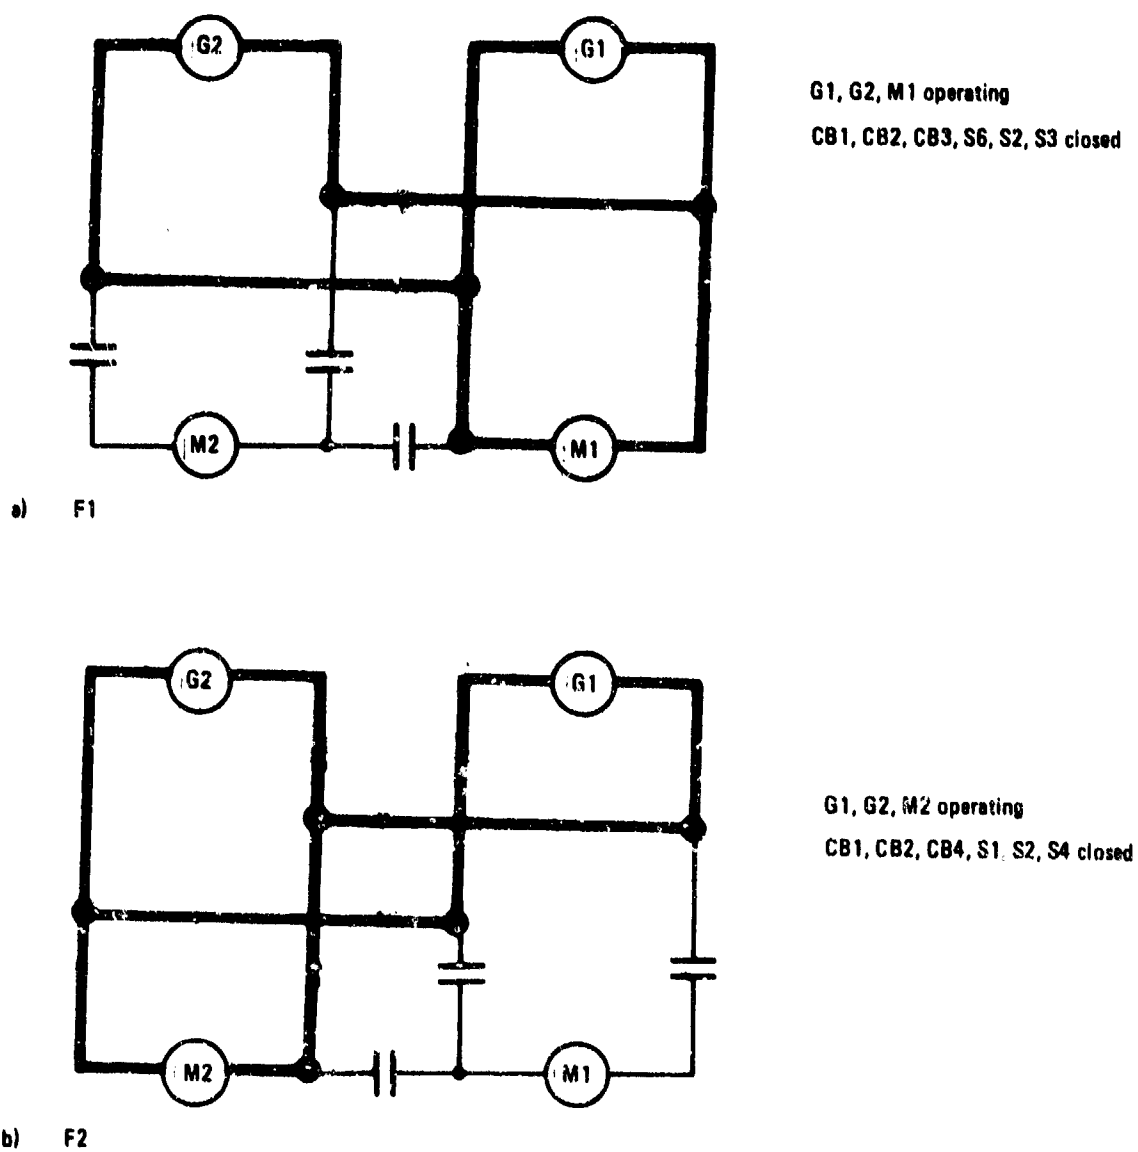 G2
G1
G1, G2, M1 operating
CB1, CB2, CB3, S6, S2, S3 closed
M2
M1
a) F1
G2
G1
G1, G2, M2 operating
CB1, CB2, CB4, S1, S2, S4 closed
M2
M1
b) F2